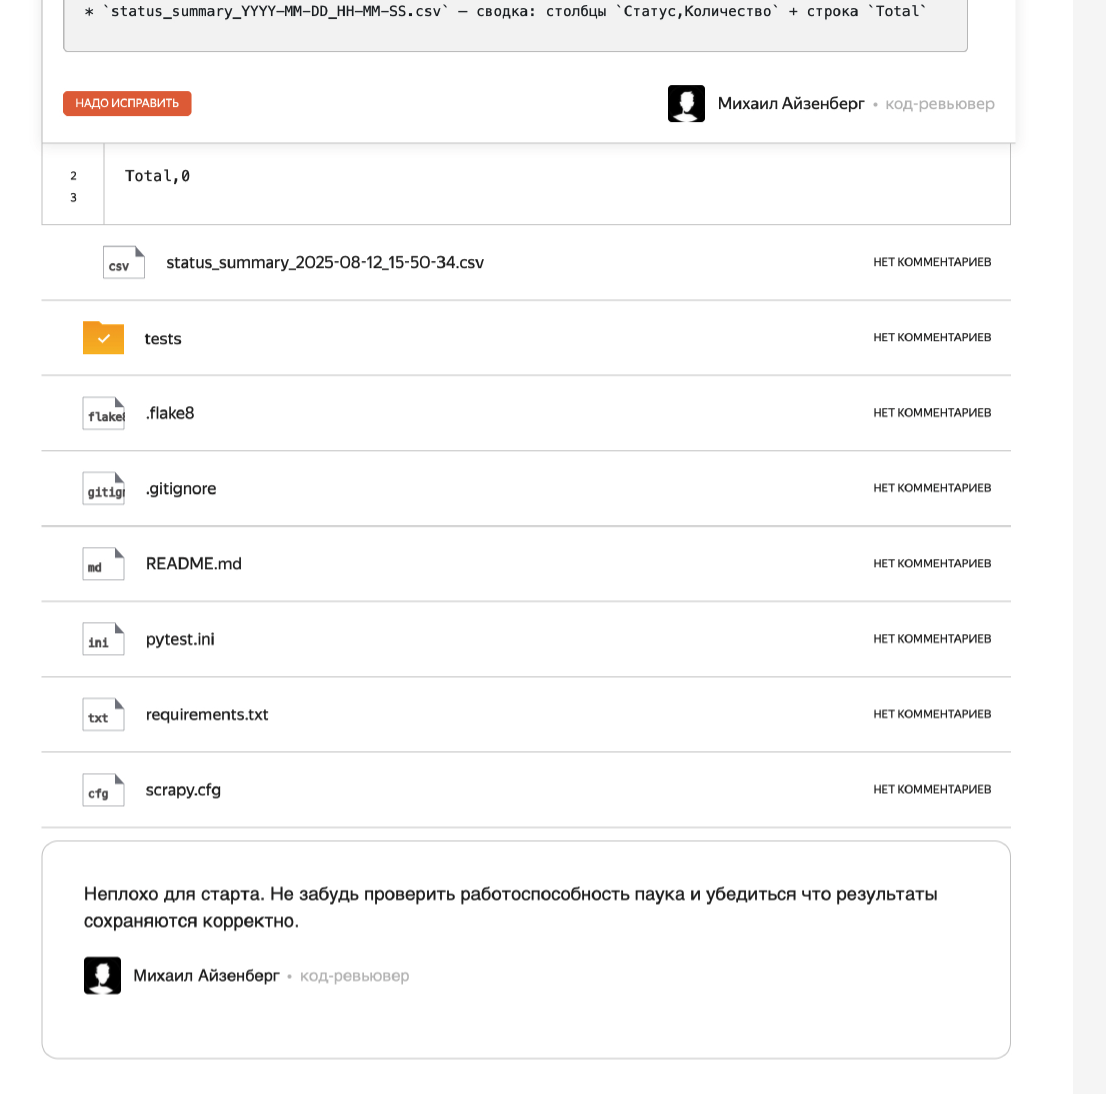 * `status_summary_YYYY-MM-DD_HH-MM-SS.csv` — сводка: столбцы `Статус,Количество` + строка `Total`
НАДО ИСПРАВИТЬ
Михаил Айзенберг • код-ревьювер
2 Total,0
3
csv status_summary_2025-08-12_15-50-34.csv НЕТ КОММЕНТАРИЕВ
tests НЕТ КОММЕНТАРИЕВ
flake8 .flake8 НЕТ КОММЕНТАРИЕВ
gitign .gitignore НЕТ КОММЕНТАРИЕВ
md README.md НЕТ КОММЕНТАРИЕВ
ini pytest.ini НЕТ КОММЕНТАРИЕВ
txt requirements.txt НЕТ КОММЕНТАРИЕВ
cfg scrapy.cfg НЕТ КОММЕНТАРИЕВ
Неплохо для старта. Не забудь проверить работоспособность паука и убедиться что результаты
сохраняются корректно.
Михаил Айзенберг • код-ревьювер